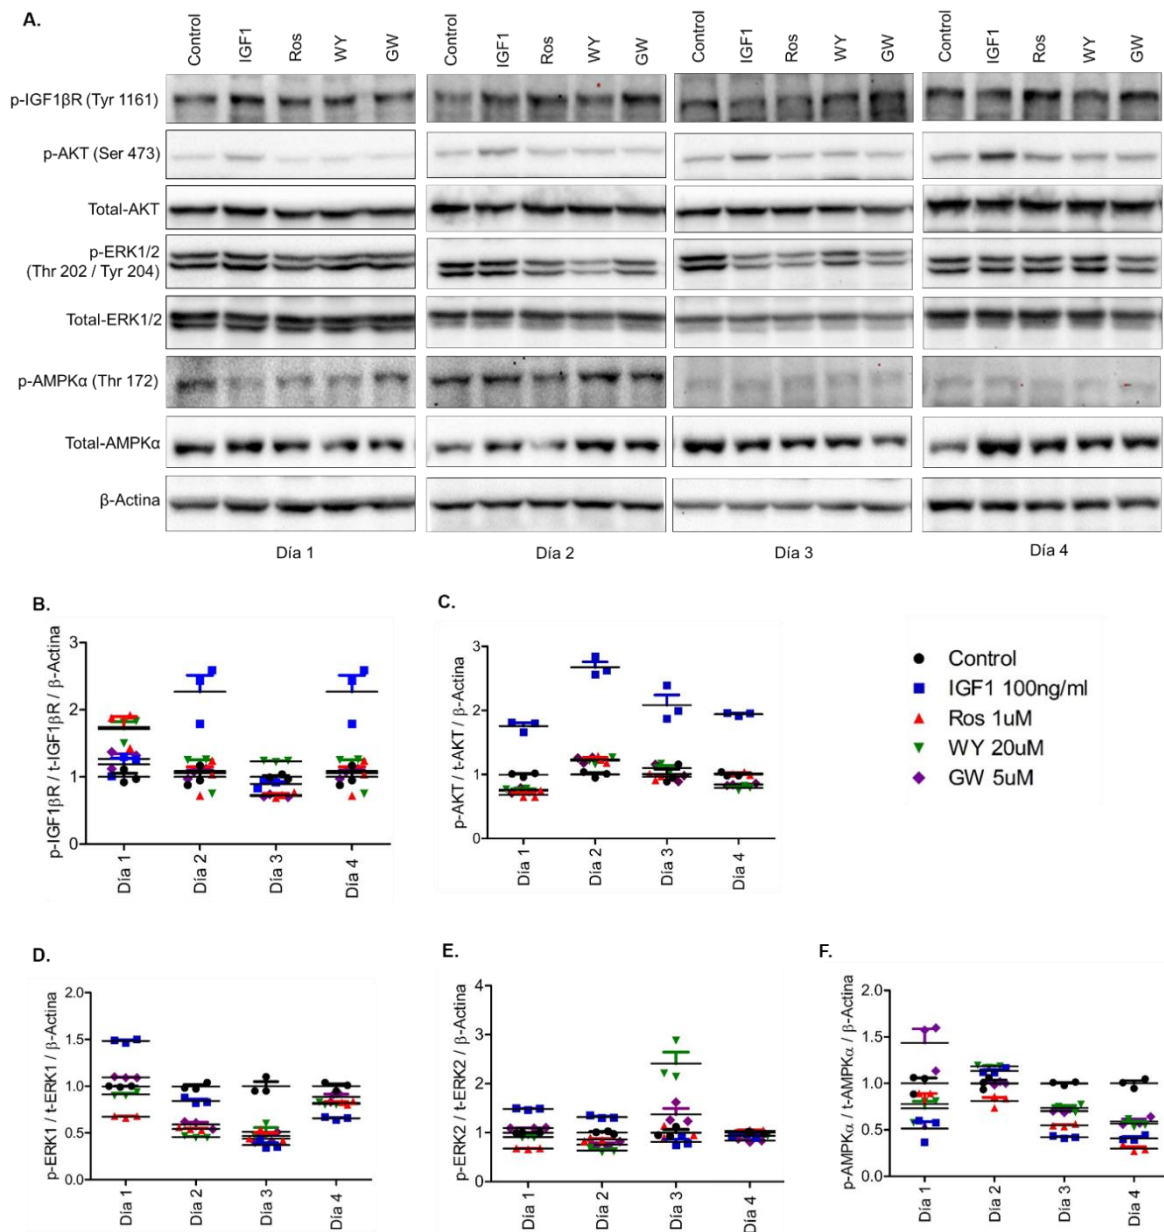 A.
Control IGF1 Ros WY GW Control IGF1 Ros WY GW Control IGF1 Ros WY GW Control IGF1 Ros WY GW
p-IGF1βR (Tyr 1161)
p-AKT (Ser 473)
Total-AKT
p-ERK1/2
(Thr 202 / Tyr 204)
Total-ERK1/2
p-AMPKα (Thr 172)
Total-AMPKα
β-Actina
Día 1 Día 2 Día 3 Día 4
B.
p-IGF1βR / t-IGF1βR / β-Actina
3
2
1
0
Día 1 Día 2 Día 3 Día 4
C.
p-AKT / t-AKT / β-Actina
3
2
1
0
Día 1 Día 2 Día 3 Día 4
Control
IGF1 100ng/ml
Ros 1uM
WY 20uM
GW 5uM
D.
p-ERK1 / t-ERK1 / β-Actina
2.0
1.5
1.0
0.5
0.0
Día 1 Día 2 Día 3 Día 4
E.
p-ERK2 / t-ERK2 / β-Actina
4
3
2
1
0
Día 1 Día 2 Día 3 Día 4
F.
p-AMPKα / t-AMPKα / β-Actina
2.0
1.5
1.0
0.5
0.0
Día 1 Día 2 Día 3 Día 4